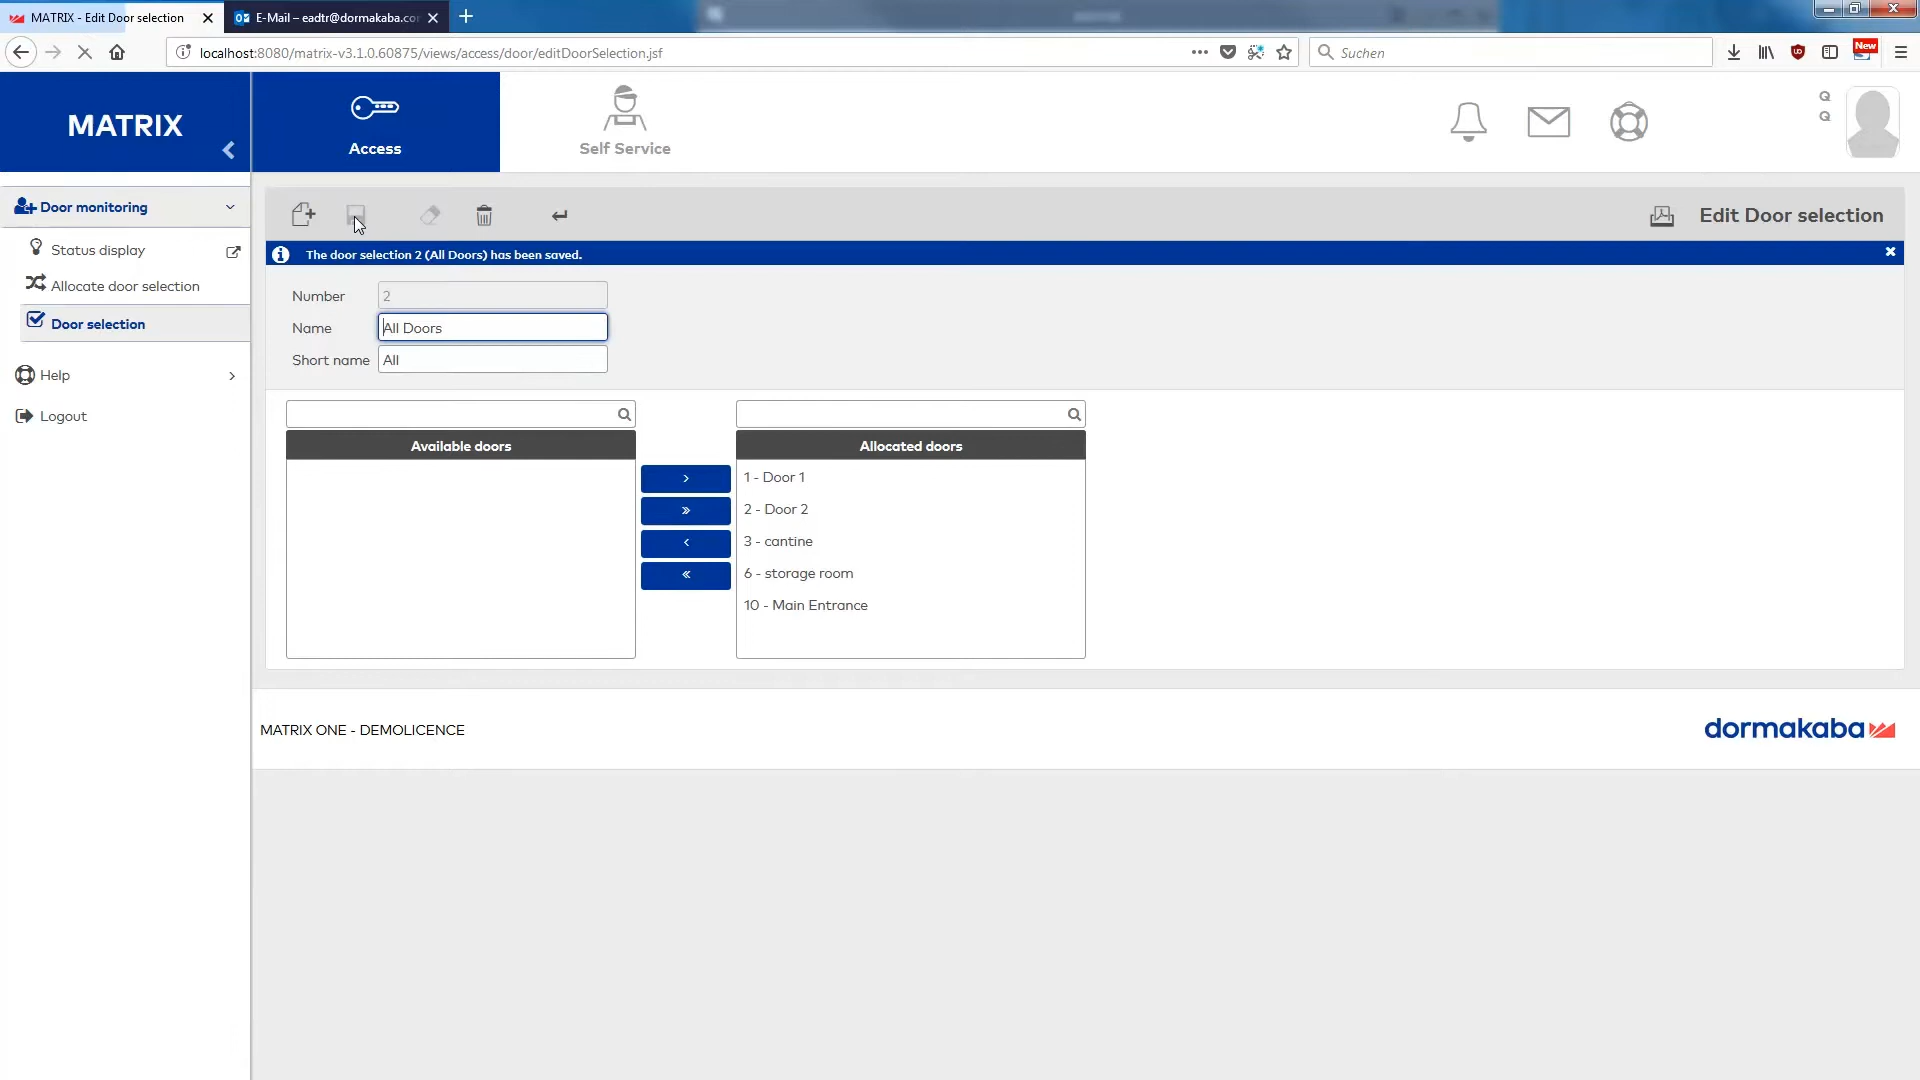 MATRIX - Edit Door selection
E-Mail – eadtr@dormakaba.co
localhost:8080/matrix-v3.1.0.60875/views/access/door/editDoorSelection.jsf
Suchen
New
MATRIX
Access
Self Service
Q
Q
Door monitoring
Status display
Allocate door selection
Door selection
Help
Logout
Edit Door selection
The door selection 2 (All Doors) has been saved.
Number 2
Name All Doors
Short name All
Available doors
Allocated doors
1 - Door 1
2 - Door 2
3 - cantine
6 - storage room
10 - Main Entrance
MATRIX ONE - DEMOLICENCE
dormakaba